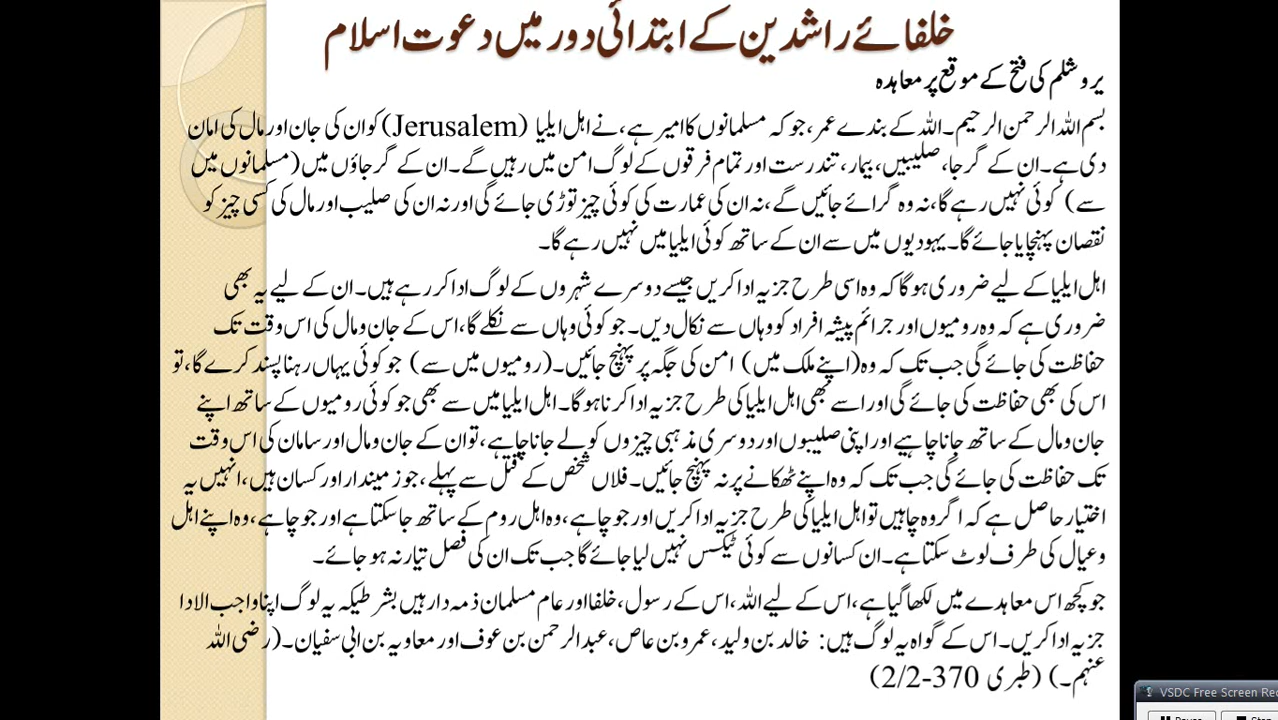 خلفائے راشدین کے ابتدائی دور میں دعوت اسلام
یروشلم کی فتح کے موقع پر معاہدہ
بسم اللہ الرحمن الرحیم۔ اللہ کے بندے عمر، جو کہ مسلمانوں کا امیر ہے، نے اہل ایلیا (Jerusalem) کو ان کی جان اور مال کی امان
دی ہے۔ ان کے گرجا، صلیبیں، بیمار، تندرست اور تمام فرقوں کے لوگ امن میں رہیں گے۔ ان کے گرجاؤں میں (مسلمانوں میں
سے) کوئی نہیں رہے گا، نہ وہ گرائے جائیں گے، نہ ان کی عمارت کی کوئی چیز توڑی جائے گی اور نہ ان کی صلیب اور مال کی کسی چیز کو
نقصان پہنچایا جائے گا۔ یہودیوں میں سے ان کے ساتھ کوئی ایلیا میں نہیں رہے گا۔
اہل ایلیا کے لیے ضروری ہو گا کہ وہ اسی طرح جزیہ ادا کریں جیسے دوسرے شہروں کے لوگ ادا کر رہے ہیں۔ ان کے لیے یہ بھی
ضروری ہے کہ وہ رومیوں اور جرائم پیشہ افراد کو وہاں سے نکال دیں۔ جو کوئی وہاں سے نکلے گا، اس کے جان و مال کی اس وقت تک
حفاظت کی جائے گی جب تک کہ وہ (اپنے ملک میں) امن کی جگہ پر پہنچ جائیں۔ (رومیوں میں سے) جو کوئی یہاں رہنا پسند کرے گا، تو
اس کی بھی حفاظت کی جائے گی اور اسے بھی اہل ایلیا کی طرح جزیہ ادا کرنا ہو گا۔ اہل ایلیا میں سے بھی جو کوئی رومیوں کے ساتھ اپنے
جان و مال کے ساتھ جانا چاہیے اور اپنی صلیبوں اور دوسری مذہبی چیزوں کو لے جانا چاہے، تو ان کے جان و مال اور سامان کی اس وقت
تک حفاظت کی جائے گی جب تک کہ وہ اپنے ٹھکانے پر نہ پہنچ جائیں۔ فلاں شخص کے قتل سے پہلے، جو زمیندار اور کسان ہیں، انہیں یہ
اختیار حاصل ہے کہ اگر وہ چاہیں تو اہل ایلیا کی طرح جزیہ ادا کریں اور جو چاہے، وہ اہل روم کے ساتھ جا سکتا ہے اور جو چاہے، وہ اپنے اہل
و عیال کی طرف لوٹ سکتا ہے۔ ان کسانوں سے کوئی ٹیکس نہیں لیا جائے گا جب تک ان کی فصل تیار نہ ہو جائے۔
جو کچھ اس معاہدے میں لکھا گیا ہے، اس کے لیے اللہ، اس کے رسول، خلفا اور عام مسلمان ذمہ دار ہیں بشرطیکہ یہ لوگ اپنا واجب الادا
جزیہ ادا کریں۔ اس کے گواہ یہ لوگ ہیں: خالد بن ولید، عمرو بن عاص، عبدالرحمن بن عوف اور معاویہ بن ابی سفیان۔ (رضی اللہ
عنہم۔) (طبری 370-2/2)
VSDC Free Screen Rec